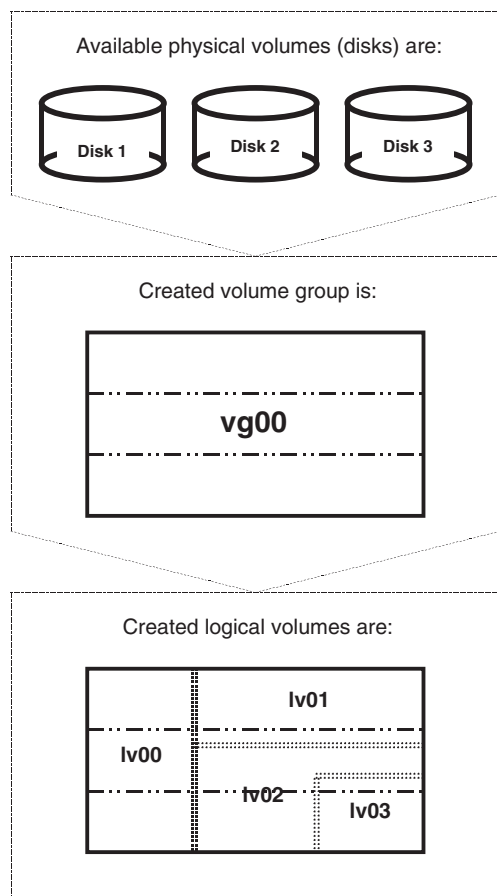 Available physical volumes (disks) are:
Disk 1 Disk 2 Disk 3
Created volume group is:
vg00
Created logical volumes are:
lv01
lv00
lv02
lv03